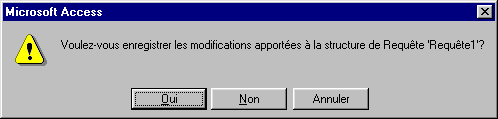 Microsoft Access
Voulez-vous enregistrer les modifications apportées à la structure de Requête 'Requête1'?
Oui
Non
Annuler